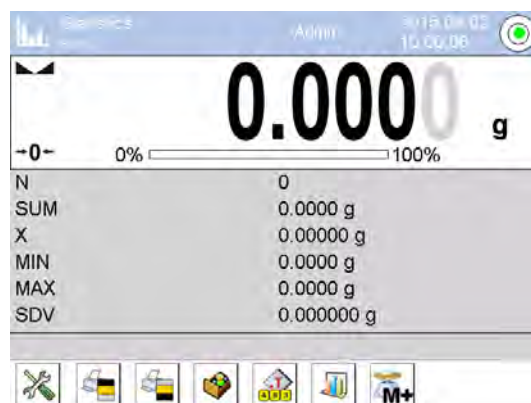 Statistics Admin
0.0000 g
→0← 0% 100%
N 0
SUM 0.0000 g
X 0.00000 g
MIN 0.0000 g
MAX 0.0000 g
SDV 0.000000 g
T
M+